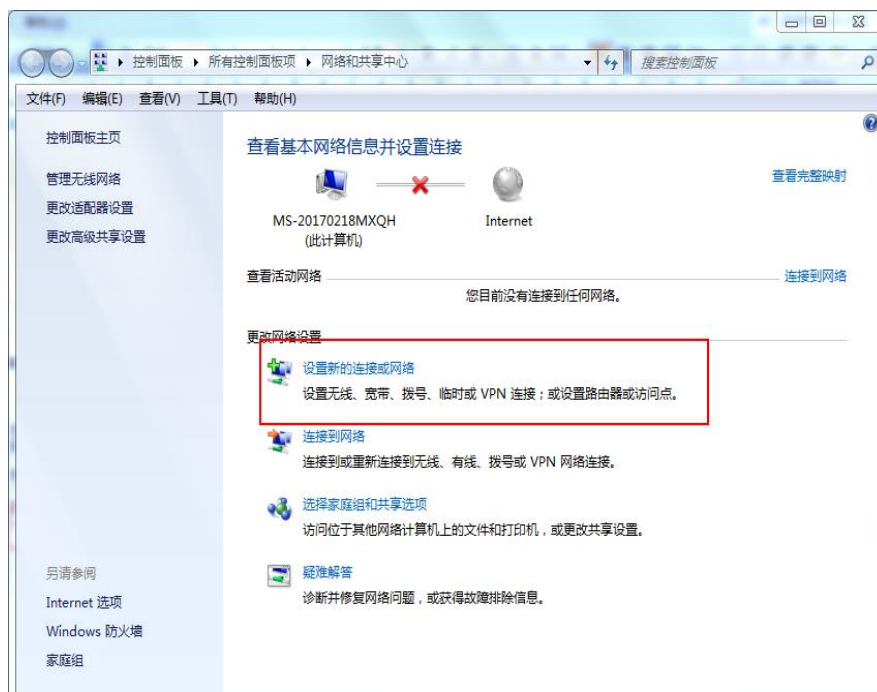 控制面板 ▸ 所有控制面板项 ▸ 网络和共享中心
搜索控制面板
文件(F) 编辑(E) 查看(V) 工具(T) 帮助(H)
控制面板主页
管理无线网络
更改适配器设置
更改高级共享设置
另请参阅
Internet 选项
Windows 防火墙
家庭组
查看基本网络信息并设置连接
查看完整映射
MS-20170218MXQH
(此计算机)
Internet
查看活动网络
连接到网络
您目前没有连接到任何网络。
更改网络设置
设置新的连接或网络
设置无线、宽带、拨号、临时或 VPN 连接；或设置路由器或访问点。
连接到网络
连接到或重新连接到无线、有线、拨号或 VPN 网络连接。
选择家庭组和共享选项
访问位于其他网络计算机上的文件和打印机，或更改共享设置。
疑难解答
诊断并修复网络问题，或获得故障排除信息。